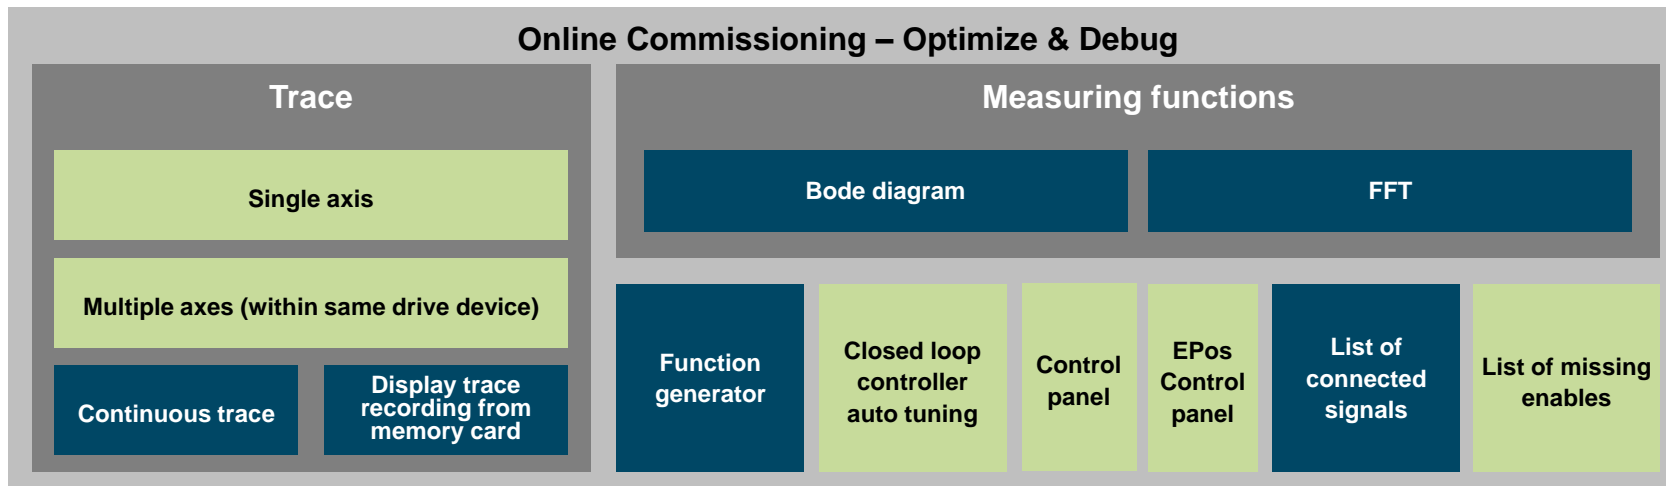 Online Commissioning – Optimize & Debug
Trace
Single axis
Multiple axes (within same drive device)
Continuous trace
Display trace
recording from
memory card
Measuring functions
Bode diagram
FFT
Function
generator
Closed loop
controller
auto tuning
Control
panel
EPos
Control
panel
List of
connected
signals
List of missing
enables